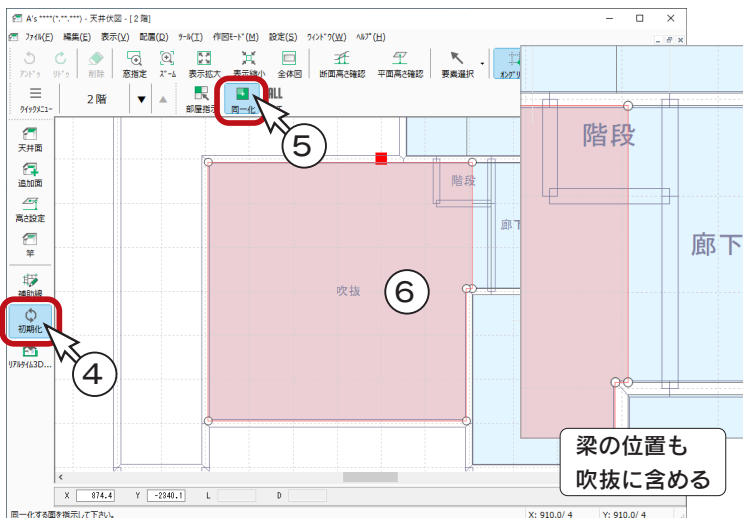 A's ****(*.**.***) - 天井伏図 - [2 階]
ファイル(F) 編集(E) 表示(V) 配置(D) ツール(T) 作図モード(M) 設定(S) ウインドウ(W) ヘルプ(H)
アンドゥ リドゥ 削除 窓指定 ズーム 表示拡大 表示縮小 全体図 断面高さ確認 平面高さ確認 要素選択
クイックメニュー 2 階 ▼ ▲ 部屋指示 同一化 ALL
⑤
天井面
追加面
高さ設定
竿
補助線
初期化
リアルタイム3D...
④
階段
廊下
吹抜
⑥
階段
廊下
梁の位置も
吹抜に含める
X 874.4 Y -2340.1 L D
同一化する面を指示して下さい。 X: 910.0/ 4 Y: 910.0/ 4